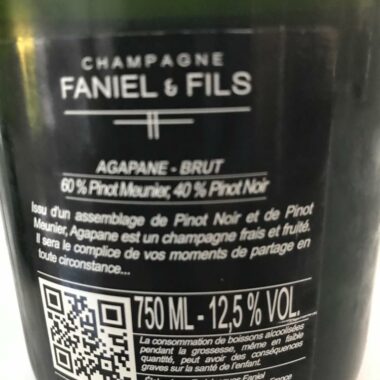 CHAMPAGNE
FANIEL & FILS
AGAPANE - BRUT
60 % Pinot Meunier, 40 % Pinot Noir
Issu d'un assemblage de Pinot Noir et de Pinot
Meunier, Agapane est un champagne frais et fruité.
Il sera le complice de vos moments de partage en
toute circonstance...
750 ML - 12,5 % VOL.
La consommation de boissons alcoolisées
pendant la grossesse, même en faible
quantité, peut avoir des conséquences
graves sur la santé de l'enfant.
Faniel